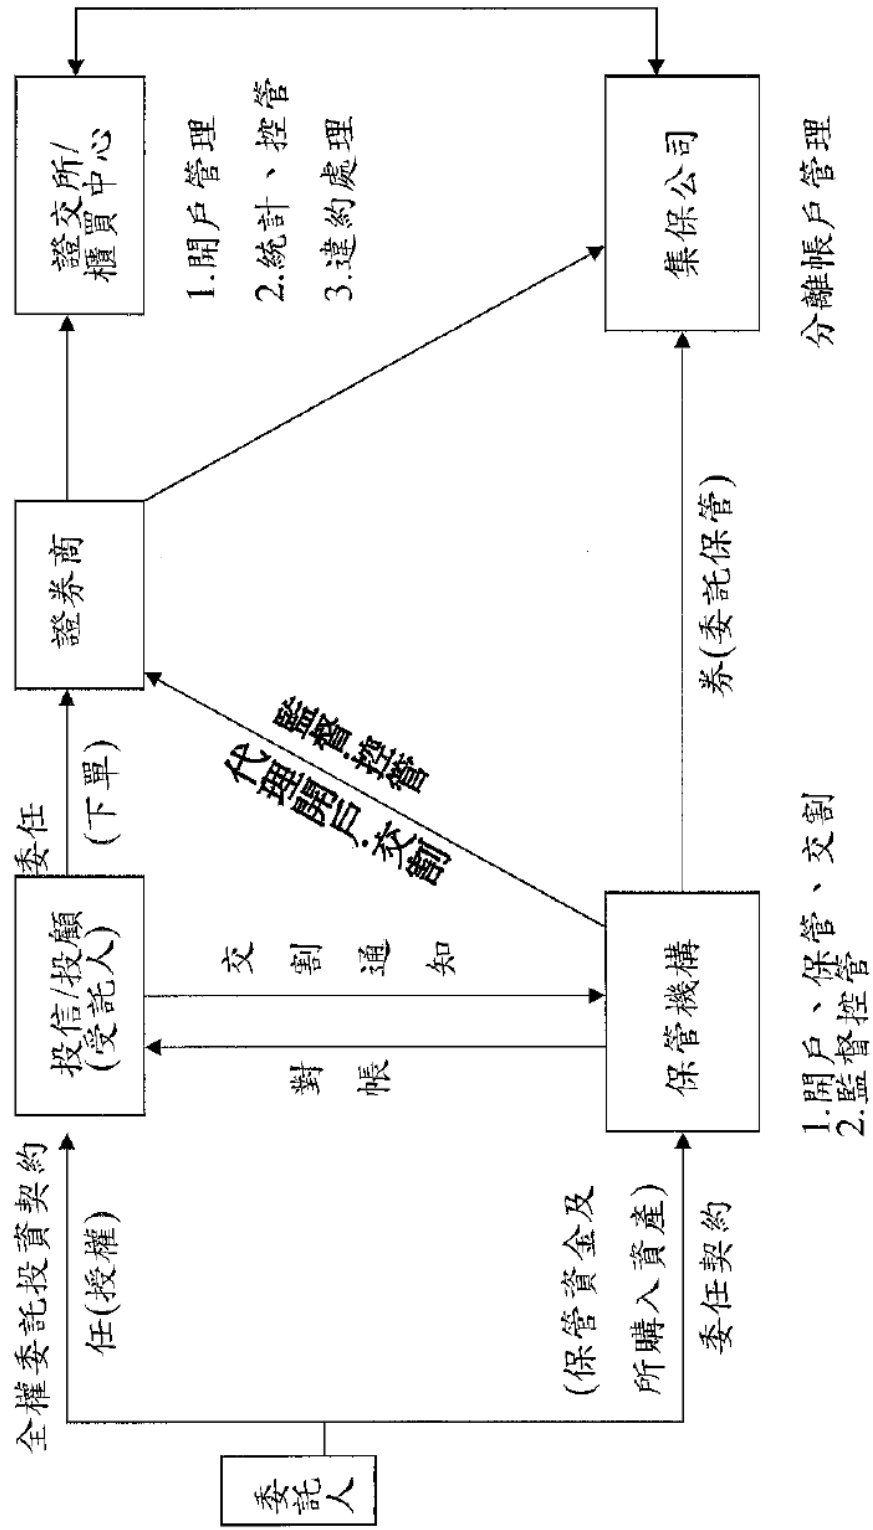 委託人
全權委託投資契約
任(授權)
(保管資金及
所購入資產)
委任契約
投信/投顧
(受託人)
對帳
交割通知
保管機構
1.開戶、保管、交割
2.監督控管
委任
(下單)
代理開戶.交割
監督.控管
券(委託保管)
證券商
證交所/
櫃買中心
1.開戶管理
2.統計、控管
3.違約處理
集保公司
分離帳戶管理